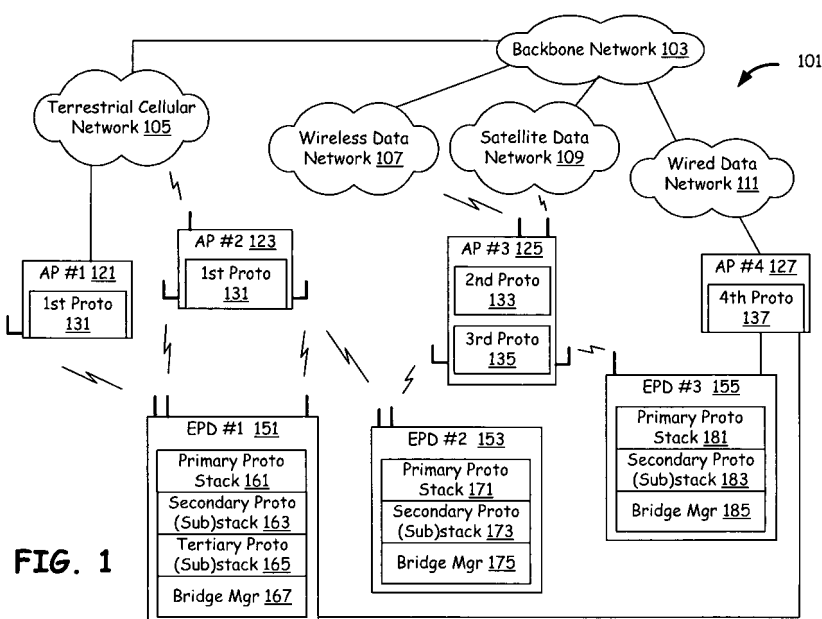 Backbone Network 103
101
Terrestrial Cellular
Network 105
Wireless Data
Network 107
Satellite Data
Network 109
Wired Data
Network 111
AP #1 121
1st Proto
131
AP #2 123
1st Proto
131
AP #3 125
2nd Proto
133
3rd Proto
135
AP #4 127
4th Proto
137
EPD #1 151
Primary Proto
Stack 161
Secondary Proto
(Sub)stack 163
Tertiary Proto
(Sub)stack 165
Bridge Mgr 167
EPD #2 153
Primary Proto
Stack 171
Secondary Proto
(Sub)stack 173
Bridge Mgr 175
EPD #3 155
Primary Proto
Stack 181
Secondary Proto
(Sub)stack 183
Bridge Mgr 185
FIG. 1